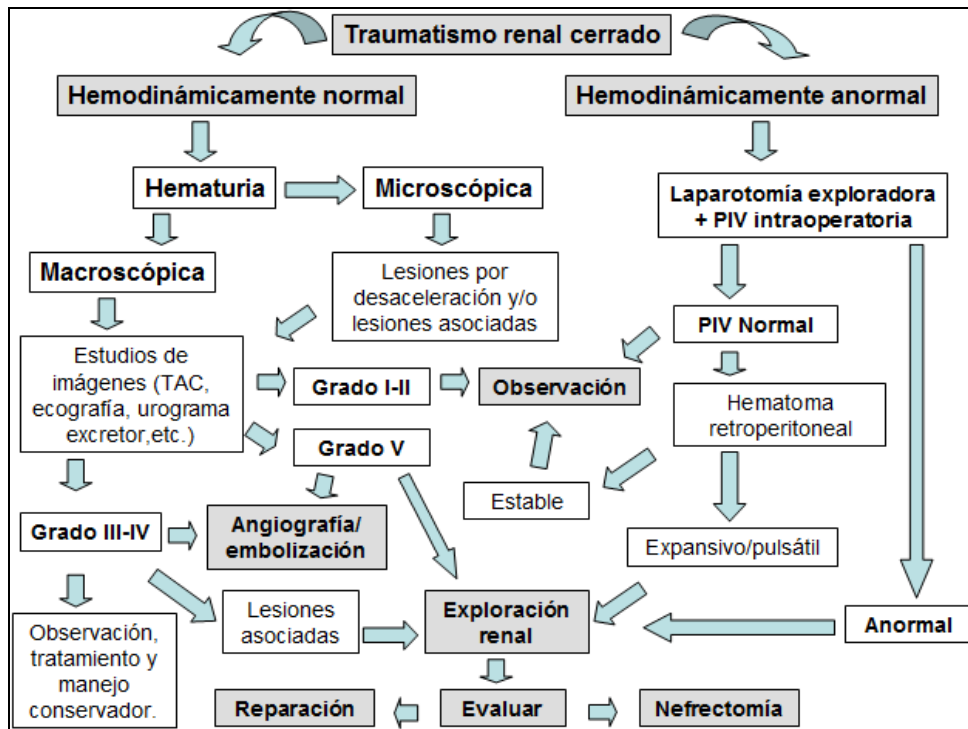 Traumatismo renal cerrado
Hemodinámicamente normal
Hemodinámicamente anormal
Hematuria
Microscópica
Laparotomía exploradora
+ PIV intraoperatoria
Macroscópica
Lesiones por
desaceleración y/o
lesiones asociadas
PIV Normal
Estudios de
imágenes (TAC,
ecografía, urograma
excretor,etc.)
Grado I-II
Observación
Hematoma
retroperitoneal
Grado V
Estable
Grado III-IV
Angiografía/
embolización
Expansivo/pulsátil
Lesiones
asociadas
Exploración
renal
Anormal
Observación,
tratamiento y
manejo
conservador.
Reparación
Evaluar
Nefrectomía